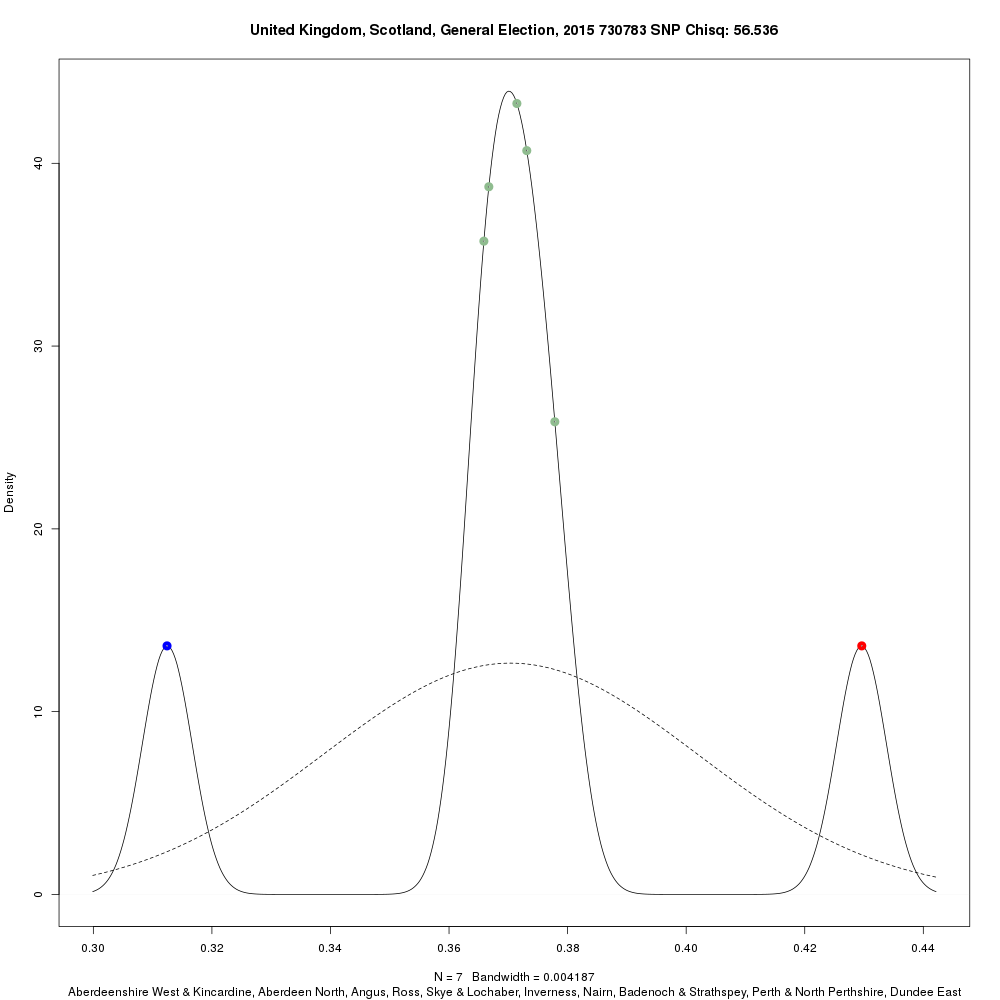 United Kingdom, Scotland, General Election, 2015 730783 SNP Chisq: 56.536
40
30
20
10
0
Density
0.30 0.32 0.34 0.36 0.38 0.40 0.42 0.44
N = 7 Bandwidth = 0.004187
Aberdeenshire West & Kincardine, Aberdeen North, Angus, Ross, Skye & Lochaber, Inverness, Nairn, Badenoch & Strathspey, Perth & North Perthshire, Dundee East